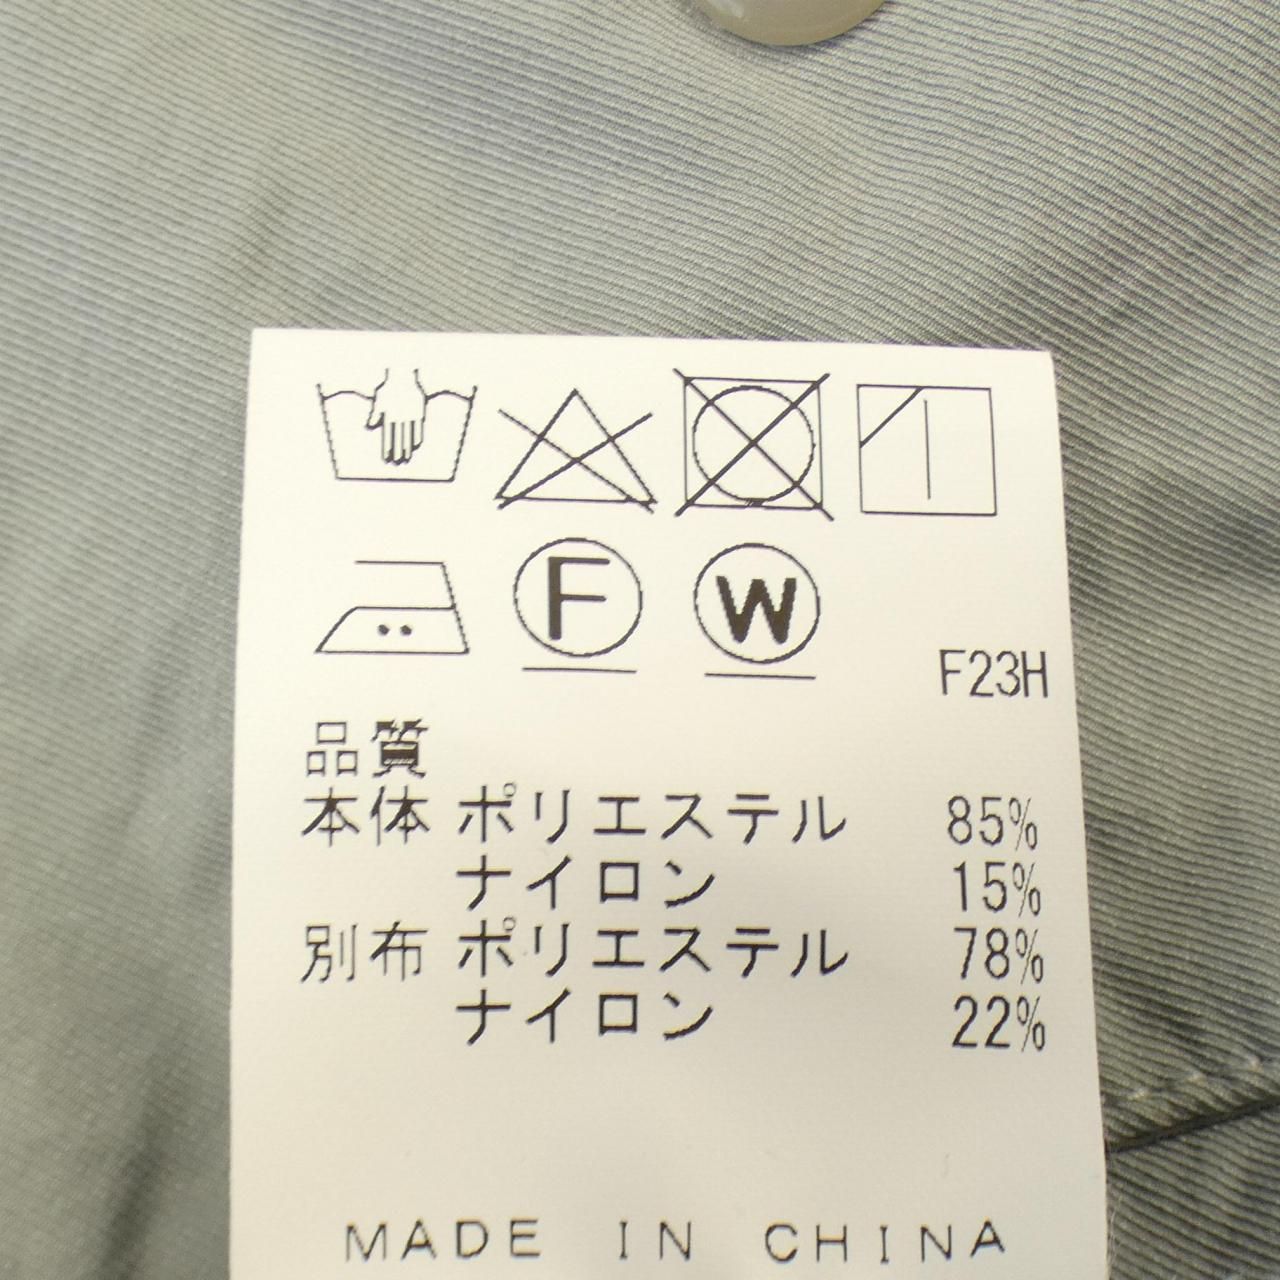 F W
F23H
品質
本体 ポリエステル 85%
ナイロン 15%
別布 ポリエステル 78%
ナイロン 22%
MADE IN CHINA